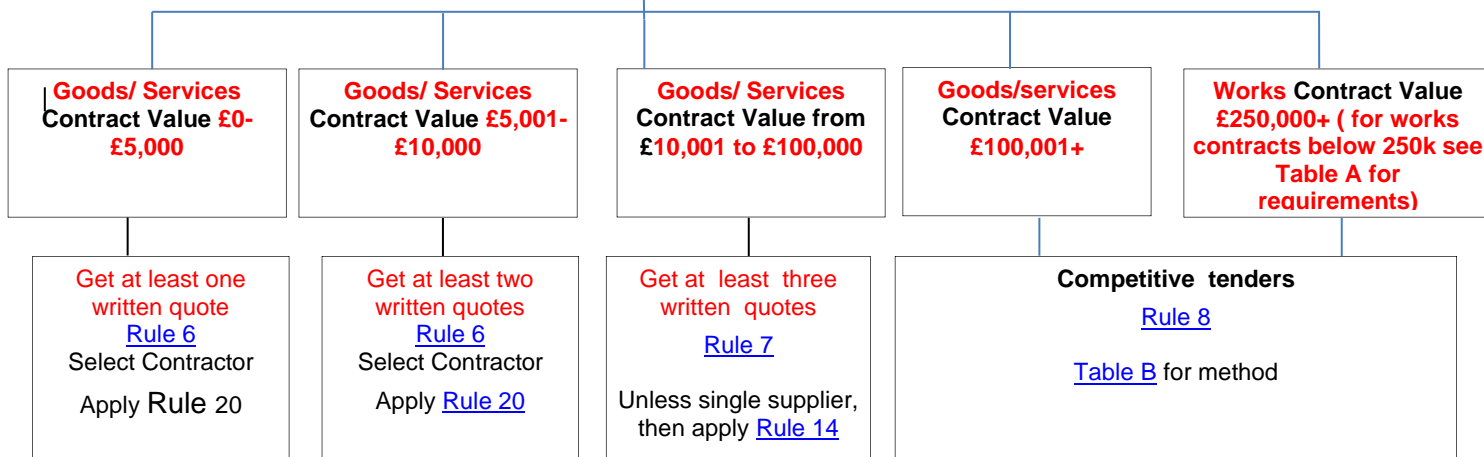 Goods/ Services
Contract Value £0-
£5,000
Goods/ Services
Contract Value £5,001-
£10,000
Goods/ Services
Contract Value from
£10,001 to £100,000
Goods/services
Contract Value
£100,001+
Works Contract Value
£250,000+ ( for works
contracts below 250k see
Table A for
requirements)
Get at least one
written quote
Rule 6
Select Contractor
Apply Rule 20
Get at least two
written quotes
Rule 6
Select Contractor
Apply Rule 20
Get at least three
written quotes
Rule 7
Unless single supplier,
then apply Rule 14
Competitive tenders
Rule 8
Table B for method